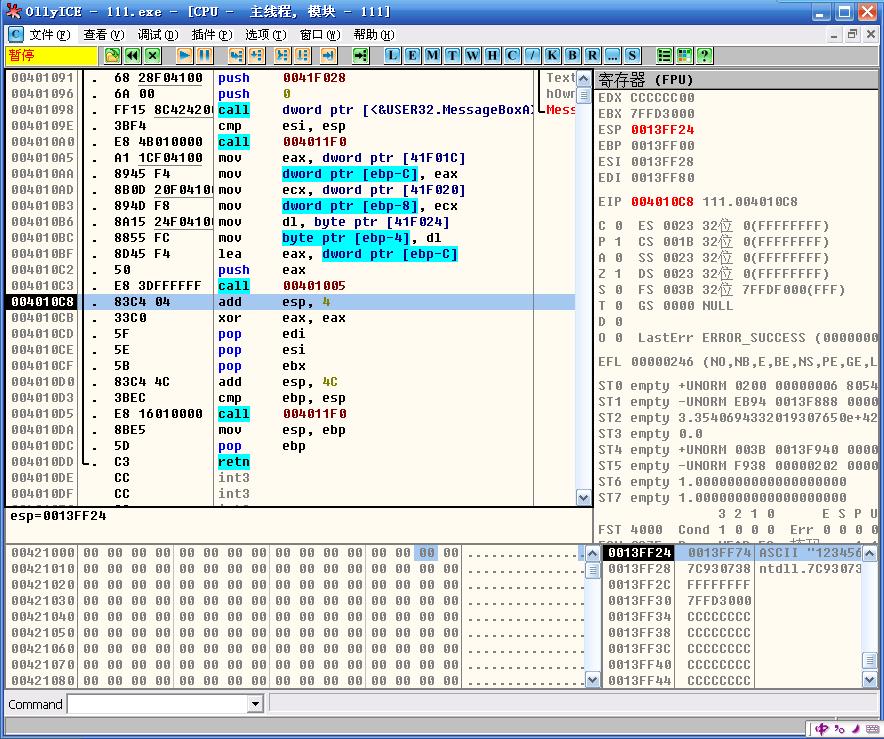 OllyICE - 111.exe - [CPU - 主线程, 模块 - 111]
C 文件(F) 查看(V) 调试(D) 插件(P) 选项(T) 窗口(W) 帮助(H)
暂停 L E M T W H C / K B R ... S ?
00401091 . 68 28F04100 push 0041F028 Text
00401096 . 6A 00 push 0 hOwn
00401098 . FF15 8C424200 call dword ptr [<&USER32.MessageBoxA> Mess
0040109E . 3BF4 cmp esi, esp
004010A0 . E8 4B010000 call 004011F0
004010A5 . A1 1CF04100 mov eax, dword ptr [41F01C]
004010AA . 8945 F4 mov dword ptr [ebp-C], eax
004010AD . 8B0D 20F04100 mov ecx, dword ptr [41F020]
004010B3 . 894D F8 mov dword ptr [ebp-8], ecx
004010B6 . 8A15 24F04100 mov dl, byte ptr [41F024]
004010BC . 8855 FC mov byte ptr [ebp-4], dl
004010BF . 8D45 F4 lea eax, dword ptr [ebp-C]
004010C2 . 50 push eax
004010C3 . E8 3DFFFFFF call 00401005
004010C8 . 83C4 04 add esp, 4
004010CB . 33C0 xor eax, eax
004010CD . 5F pop edi
004010CE . 5E pop esi
004010CF . 5B pop ebx
004010D0 . 83C4 4C add esp, 4C
004010D3 . 3BEC cmp ebp, esp
004010D5 . E8 16010000 call 004011F0
004010DA . 8BE5 mov esp, ebp
004010DC . 5D pop ebp
004010DD . C3 retn
004010DE CC int3
004010DF CC int3
esp=0013FF24
寄存器 (FPU)
EDX CCCCCC00
EBX 7FFD3000
ESP 0013FF24
EBP 0013FF00
ESI 0013FF28
EDI 0013FF80
EIP 004010C8 111.004010C8
C 0 ES 0023 32位 0(FFFFFFFF)
P 1 CS 001B 32位 0(FFFFFFFF)
A 0 SS 0023 32位 0(FFFFFFFF)
Z 1 DS 0023 32位 0(FFFFFFFF)
S 0 FS 003B 32位 7FFDF000(FFF)
T 0 GS 0000 NULL
D 0
O 0 LastErr ERROR_SUCCESS (0000000
EFL 00000246 (NO,NB,E,BE,NS,PE,GE,L
ST0 empty +UNORM 0200 00000006 8054
ST1 empty -UNORM EB94 0013F888 0000
ST2 empty 3.3540694332019307650e+42
ST3 empty 0.0
ST4 empty +UNORM 003B 0013F940 0000
ST5 empty -UNORM F938 00000202 0000
ST6 empty 1.0000000000000000000
ST7 empty 1.0000000000000000000
3 2 1 0 E S P U
FST 4000 Cond 1 0 0 0 Err 0 0 0 0
00421000 00 00 00 00 00 00 00 00 00 00 00 00 00 00 00 00 ................
00421010 00 00 00 00 00 00 00 00 00 00 00 00 00 00 00 00 ................
00421020 00 00 00 00 00 00 00 00 00 00 00 00 00 00 00 00 ................
00421030 00 00 00 00 00 00 00 00 00 00 00 00 00 00 00 00 ................
00421040 00 00 00 00 00 00 00 00 00 00 00 00 00 00 00 00 ................
00421050 00 00 00 00 00 00 00 00 00 00 00 00 00 00 00 00 ................
00421060 00 00 00 00 00 00 00 00 00 00 00 00 00 00 00 00 ................
00421070 00 00 00 00 00 00 00 00 00 00 00 00 00 00 00 00 ................
00421080 00 00 00 00 00 00 00 00 00 00 00 00 00 00 00 00 ................
0013FF24 0013FF74 ASCII "123456
0013FF28 7C930738 ntdll.7C93073
0013FF2C FFFFFFFF
0013FF30 7FFD3000
0013FF34 CCCCCCCC
0013FF38 CCCCCCCC
0013FF3C CCCCCCCC
0013FF40 CCCCCCCC
0013FF44 CCCCCCCC
Command
中